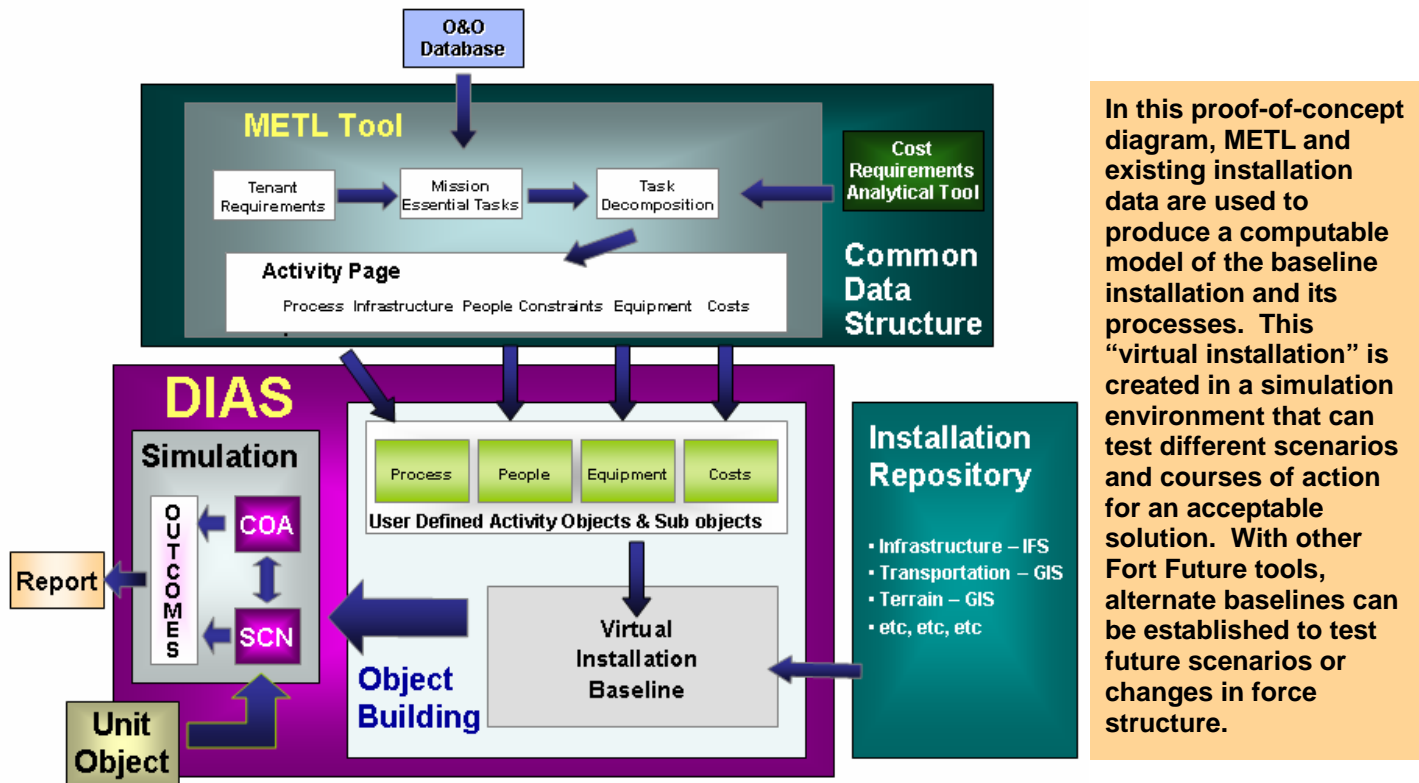 O&O
Database
METL Tool
Tenant
Requirements
Mission
Essential Tasks
Task
Decomposition
Cost
Requirements
Analytical Tool
Activity Page
Process Infrastructure People Constraints Equipment Costs
Common
Data
Structure
DIAS
Simulation
OUTCOMES
COA
SCN
Report
Unit
Object
Process
People
Equipment
Costs
User Defined Activity Objects & Sub objects
Virtual
Installation
Baseline
Object
Building
Installation
Repository
▪ Infrastructure – IFS
▪ Transportation – GIS
▪ Terrain – GIS
▪ etc, etc, etc
In this proof-of-concept
diagram, METL and
existing installation
data are used to
produce a computable
model of the baseline
installation and its
processes. This
“virtual installation” is
created in a simulation
environment that can
test different scenarios
and courses of action
for an acceptable
solution. With other
Fort Future tools,
alternate baselines can
be established to test
future scenarios or
changes in force
structure.